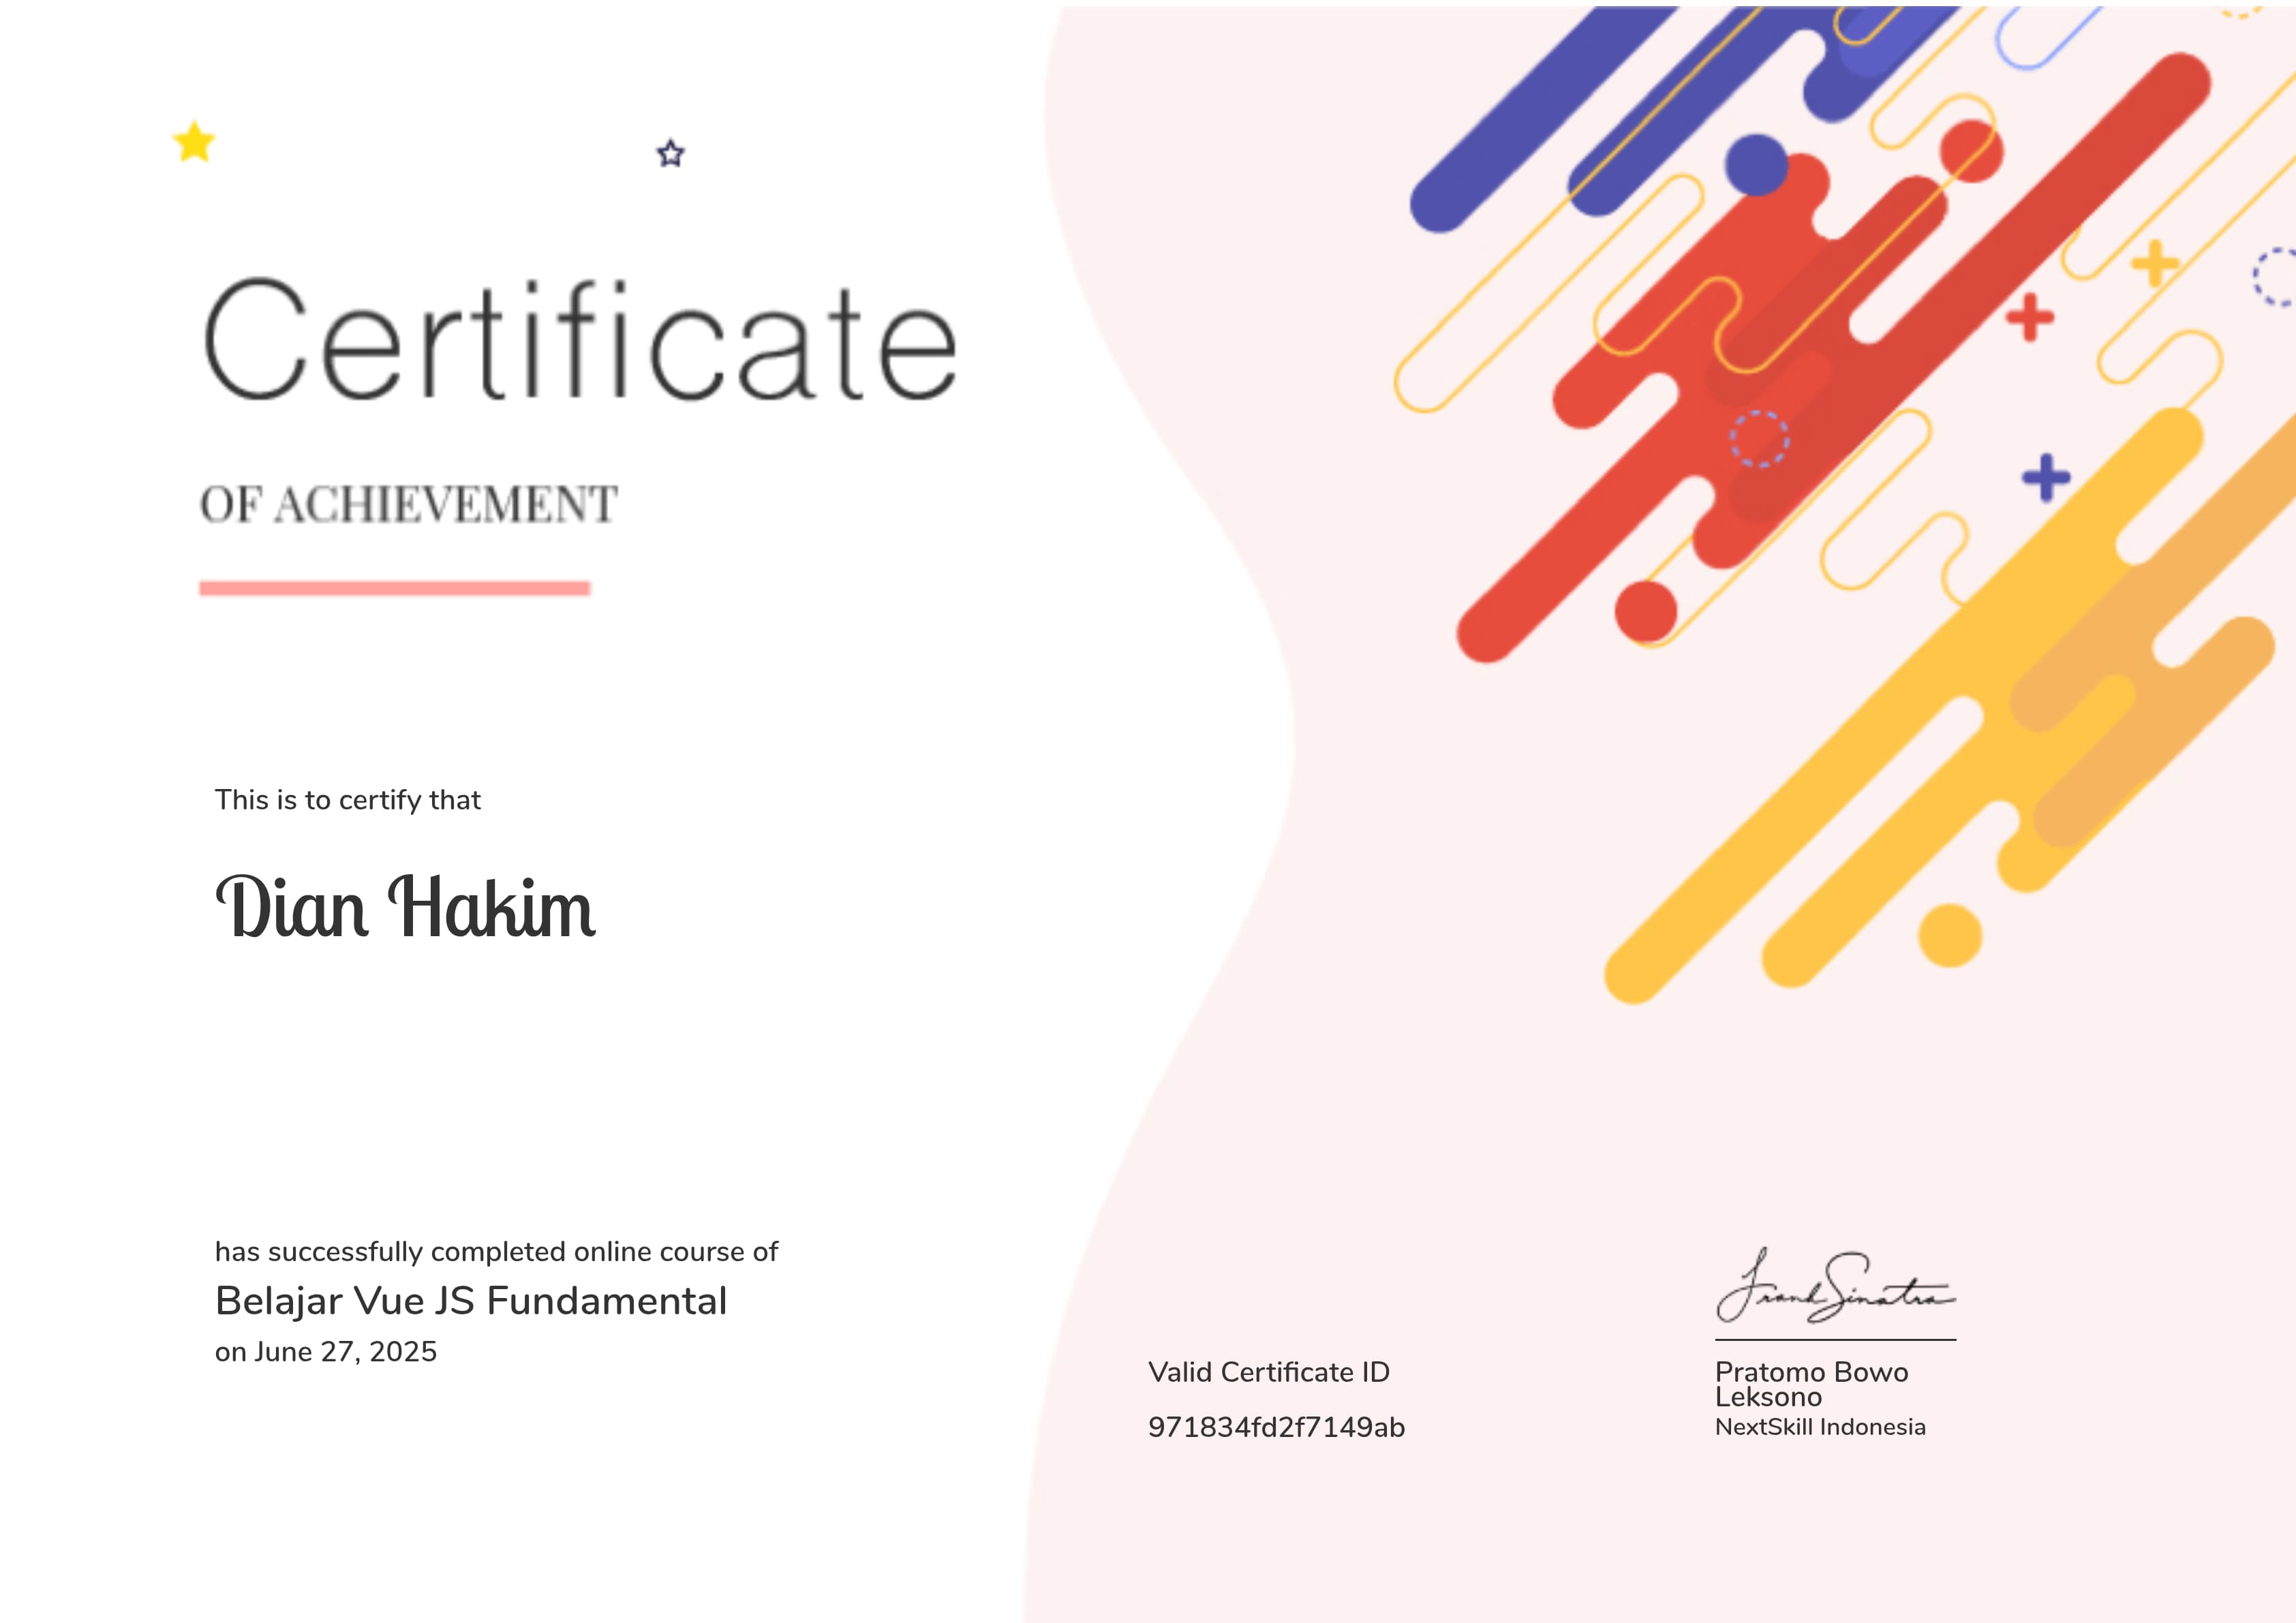 Certificate
OF ACHIEVEMENT
This is to certify that
Dian Hakim
has successfully completed online course of
Belajar Vue JS Fundamental
on June 27, 2025
Valid Certificate ID
971834fd2f7149ab
Frank Sinatra
Pratomo Bowo
Leksono
NextSkill Indonesia